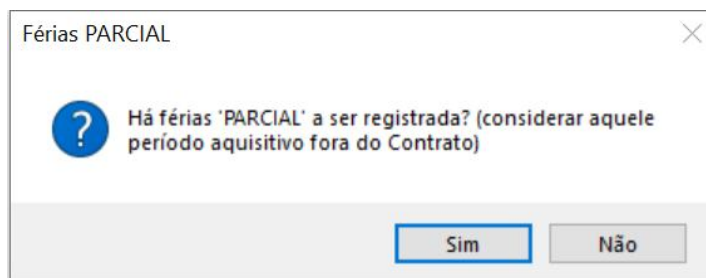 Férias PARCIAL
Há férias 'PARCIAL' a ser registrada? (considerar aquele
período aquisitivo fora do Contrato)
Sim Não